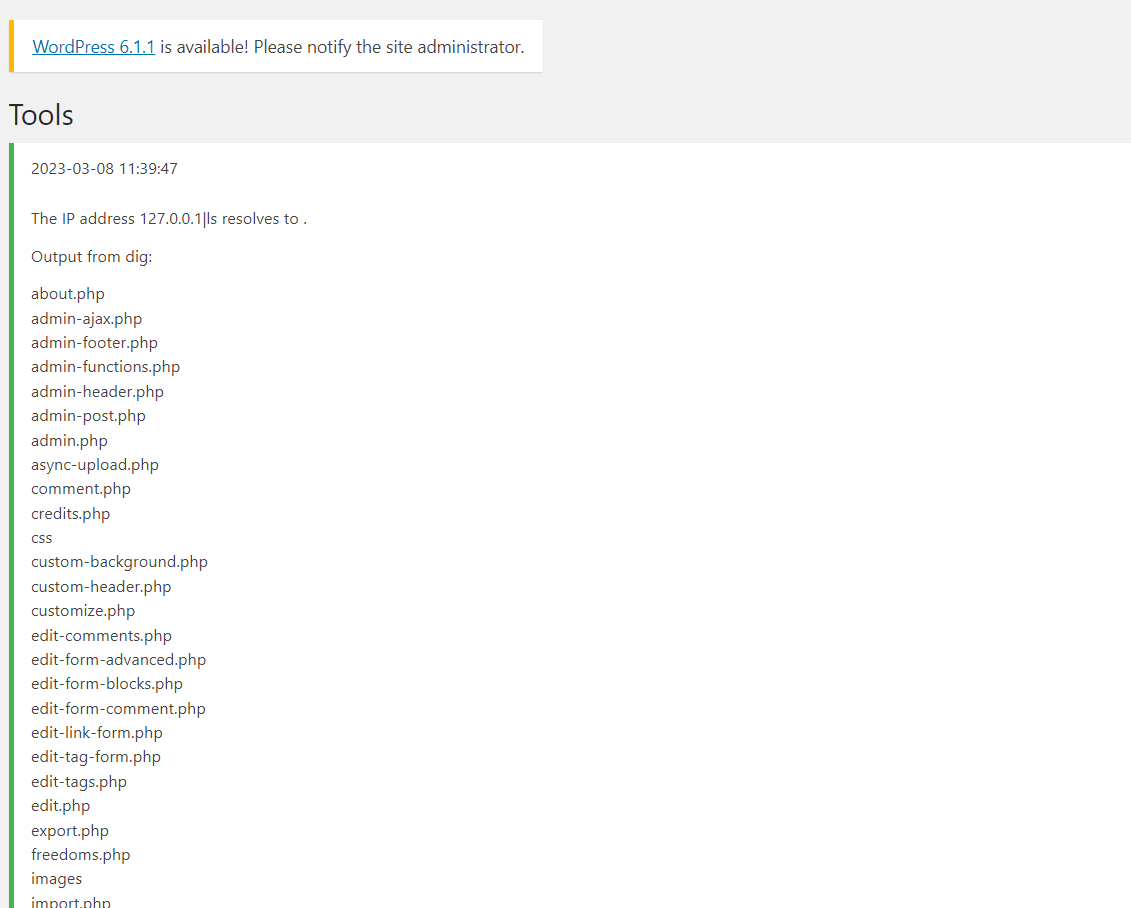 WordPress 6.1.1 is available! Please notify the site administrator.
Tools
2023-03-08 11:39:47
The IP address 127.0.0.1|ls resolves to .
Output from dig:
about.php
admin-ajax.php
admin-footer.php
admin-functions.php
admin-header.php
admin-post.php
admin.php
async-upload.php
comment.php
credits.php
css
custom-background.php
custom-header.php
customize.php
edit-comments.php
edit-form-advanced.php
edit-form-blocks.php
edit-form-comment.php
edit-link-form.php
edit-tag-form.php
edit-tags.php
edit.php
export.php
freedoms.php
images
import.php